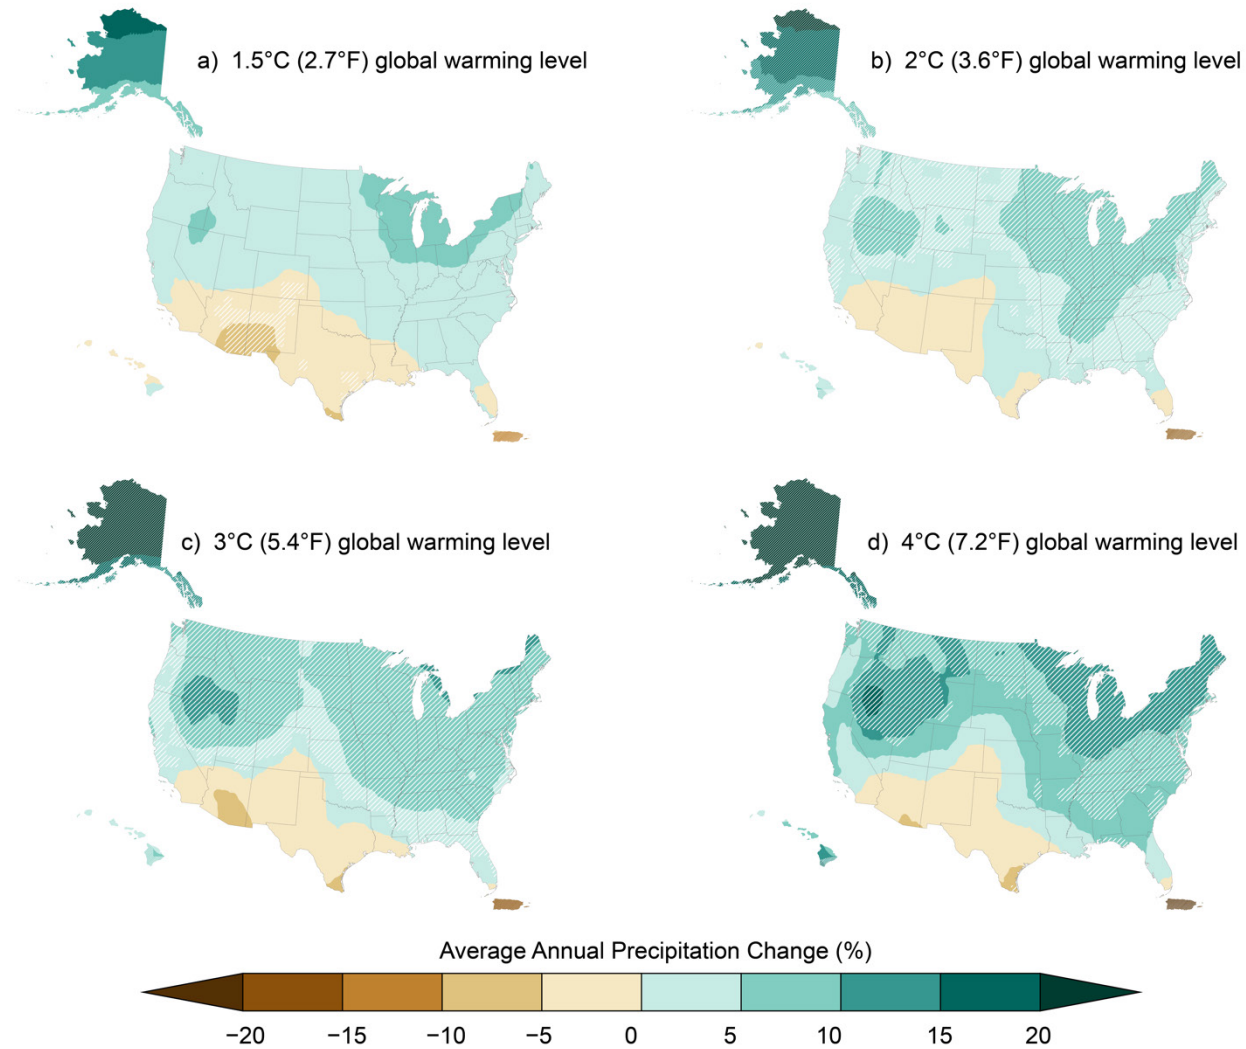 a) 1.5°C (2.7°F) global warming level
b) 2°C (3.6°F) global warming level
c) 3°C (5.4°F) global warming level
d) 4°C (7.2°F) global warming level
Average Annual Precipitation Change (%)
−20 −15 −10 −5 0 5 10 15 20